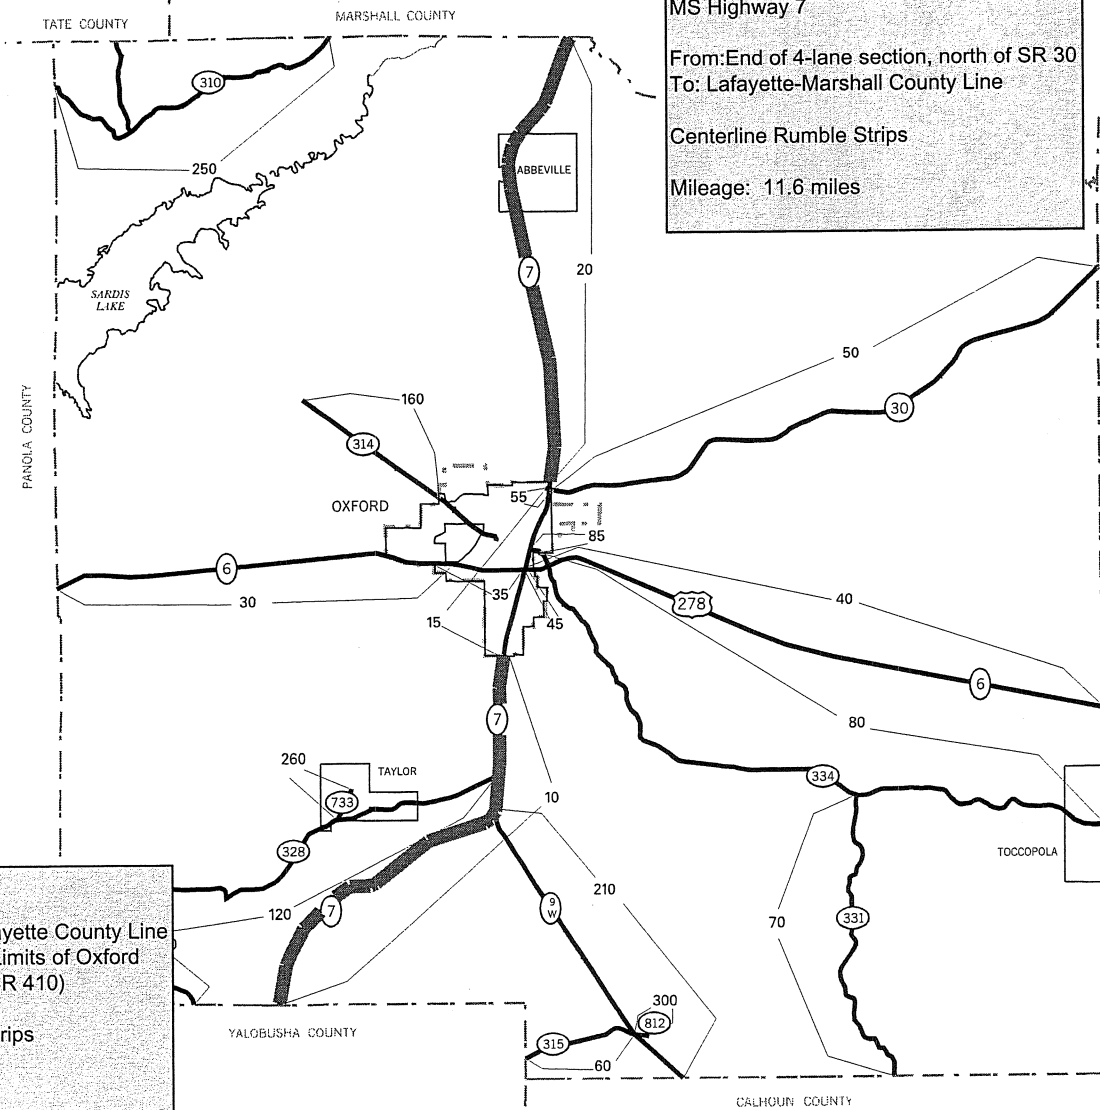 TATE COUNTY
MARSHALL COUNTY
MS Highway 7
From:End of 4-lane section, north of SR 30
To: Lafayette-Marshall County Line
Centerline Rumble Strips
Mileage: 11.6 miles
310
250
ABBEVILLE
7
20
SARDIS
LAKE
50
PANOLA COUNTY
160
30
314
55
OXFORD
85
6
30
35
278
40
15
45
6
7
80
260
TAYLOR
733
334
10
328
TOCCOPOLA
210
120
7
9
W
70
331
yette County Line
imits of Oxford
R 410)
rips
300
812
YALOBUSHA COUNTY
315
60
CALHOUN COUNTY